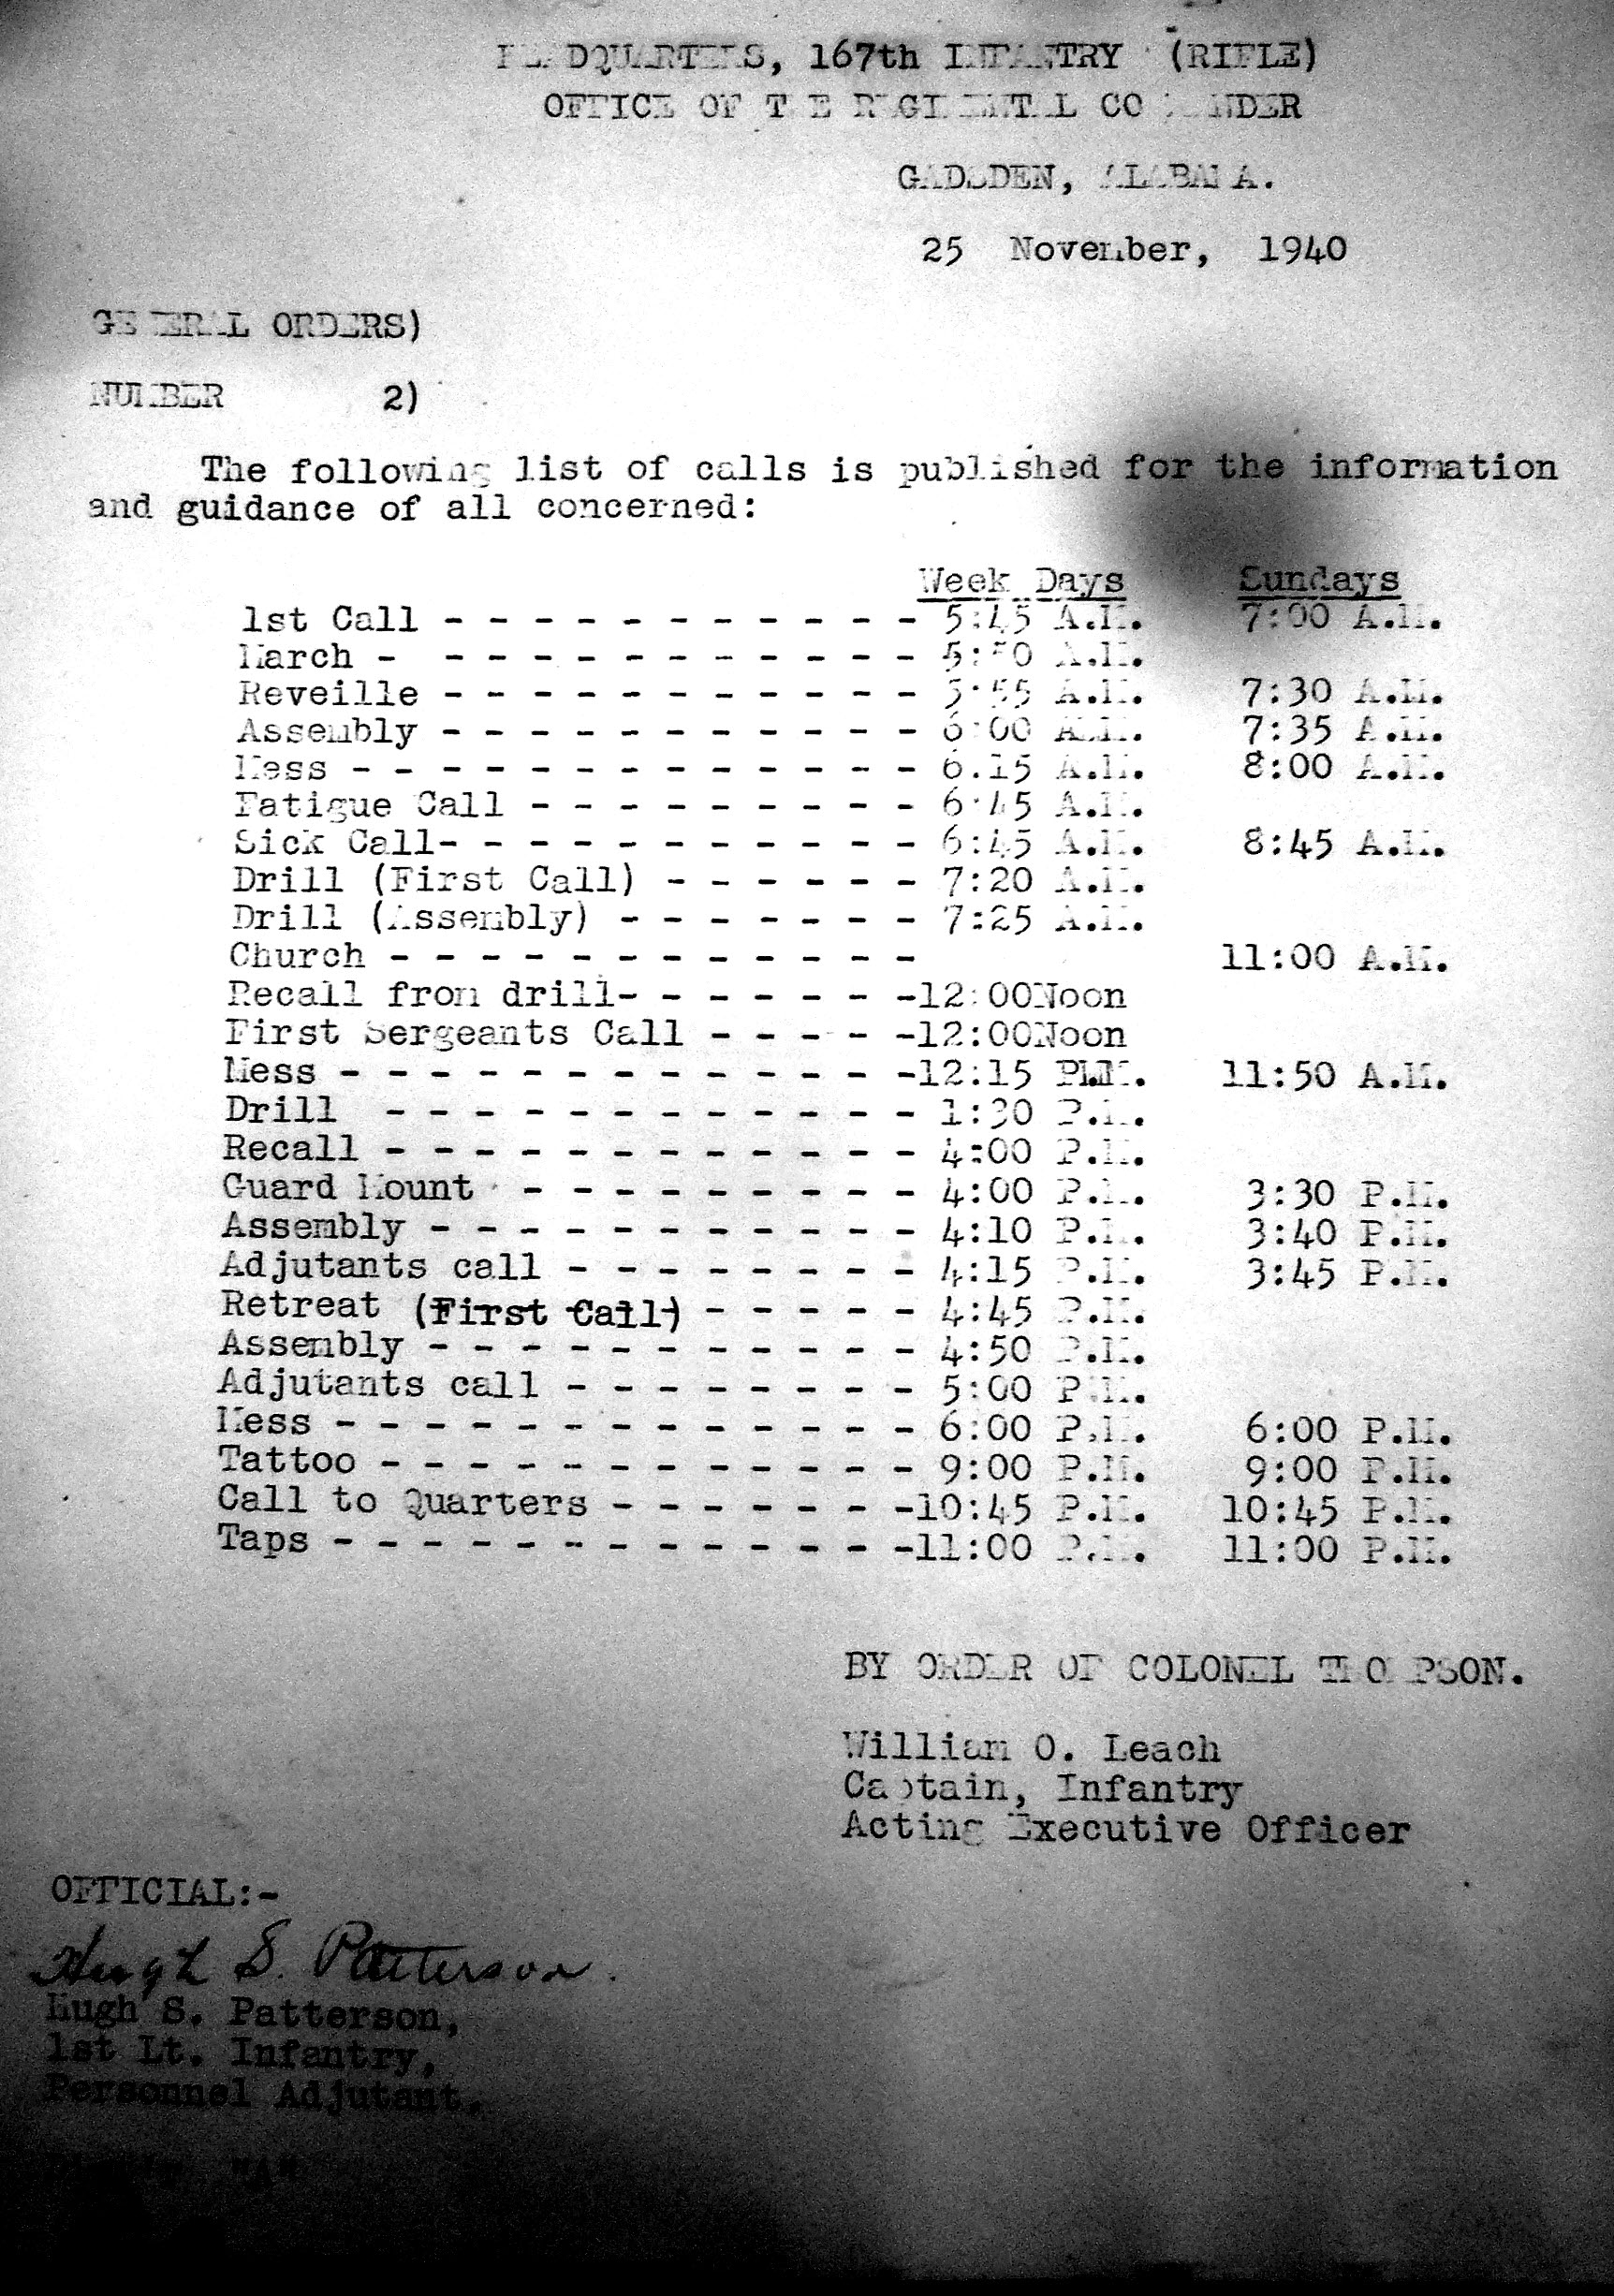 HEADQUARTERS, 167th INFANTRY (RIFLE)
OFFICE OF THE REGIMENTAL COMMANDER
GADSDEN, ALABAMA.
25 November, 1940
GENERAL ORDERS)
NUMBER 2)
The following list of calls is published for the information
and guidance of all concerned:
Week Days Sundays
1st Call - - - - - - - - - - - 5:45 A.M. 7:00 A.M.
March - - - - - - - - - - - - 5:50 A.M.
Reveille - - - - - - - - - - - 5:55 A.M. 7:30 A.M.
Assembly - - - - - - - - - - - 6:00 A.M. 7:35 A.M.
Mess - - - - - - - - - - - - - 6:15 A.M. 8:00 A.M.
Fatigue Call - - - - - - - - - 6:45 A.M.
Sick Call- - - - - - - - - - - 6:45 A.M. 8:45 A.M.
Drill (First Call) - - - - - - 7:20 A.M.
Drill (Assembly) - - - - - - - 7:25 A.M.
Church - - - - - - - - - - - - 11:00 A.M.
Recall from drill- - - - - - -12:00Noon
First Sergeants Call - - - - -12:00Noon
Mess - - - - - - - - - - - - -12:15 P.M. 11:50 A.M.
Drill - - - - - - - - - - - - 1:30 P.M.
Recall - - - - - - - - - - - - 4:00 P.M.
Guard Mount - - - - - - - - - 4:00 P.M. 3:30 P.M.
Assembly - - - - - - - - - - - 4:10 P.M. 3:40 P.M.
Adjutants call - - - - - - - - 4:15 P.M. 3:45 P.M.
Retreat (First Call) - - - - - 4:45 P.M.
Assembly - - - - - - - - - - - 4:50 P.M.
Adjutants call - - - - - - - - 5:00 P.M.
Mess - - - - - - - - - - - - - 6:00 P.M. 6:00 P.M.
Tattoo - - - - - - - - - - - - 9:00 P.M. 9:00 P.M.
Call to Quarters - - - - - - -10:45 P.M. 10:45 P.M.
Taps - - - - - - - - - - - - -11:00 P.M. 11:00 P.M.
BY ORDER OF COLONEL THOMPSON.
William O. Leach
Captain, Infantry
Acting Executive Officer
OFFICIAL:-
Hugh S. Patterson.
Hugh S. Patterson,
1st Lt. Infantry,
Personnel Adjutant.